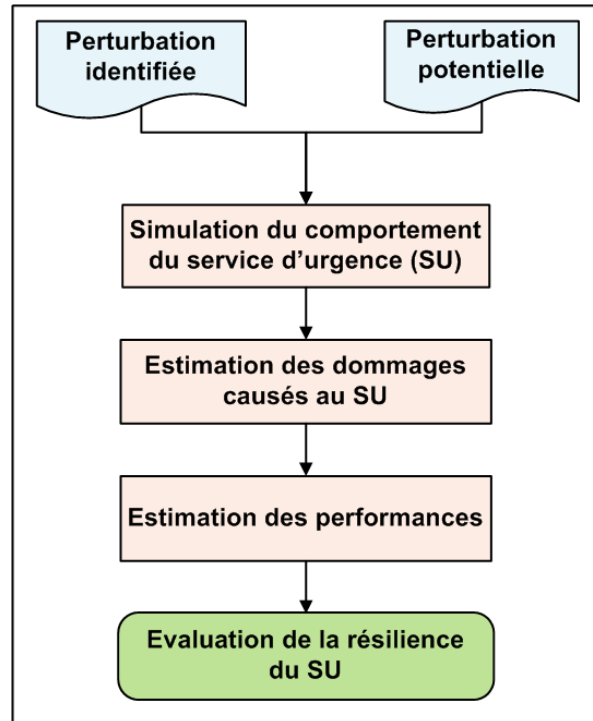 Perturbation
identifiée
Perturbation
potentielle
Simulation du comportement
du service d’urgence (SU)
Estimation des dommages
causés au SU
Estimation des performances
Evaluation de la résilience
du SU